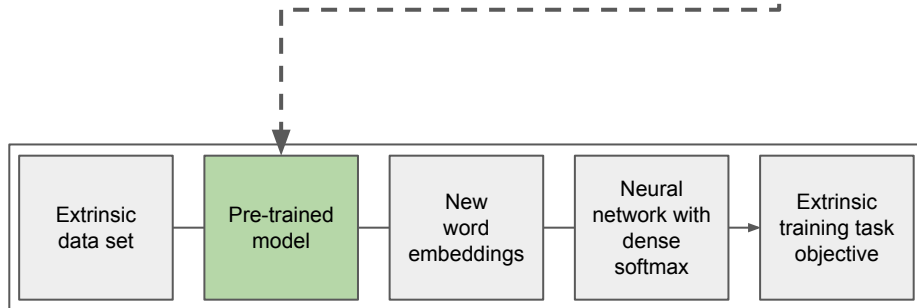 Extrinsic
data set
Pre-trained
model
New
word
embeddings
Neural
network with
dense
softmax
Extrinsic
training task
objective